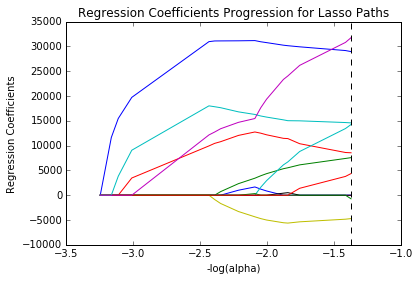 Regression Coefficients Progression for Lasso Paths
35000
30000
25000
20000
15000
10000
5000
0
−5000
−10000
Regression Coefficients
−3.5 −3.0 −2.5 −2.0 −1.5 −1.0
-log(alpha)